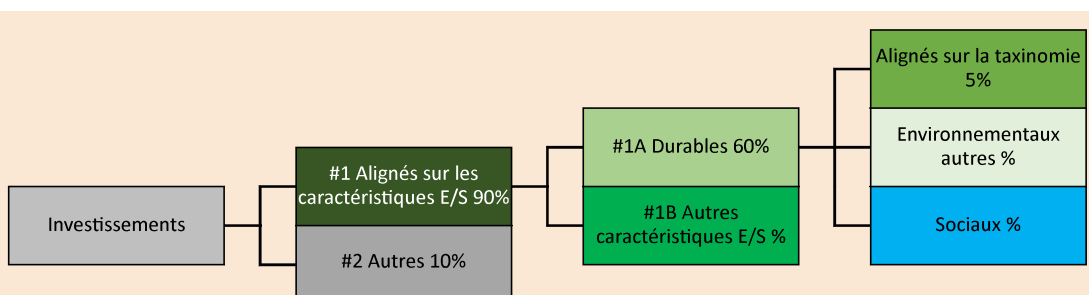 Investissements
#1 Alignés sur les
caractéristiques E/S 90%
#2 Autres 10%
#1A Durables 60%
#1B Autres
caractéristiques E/S %
Alignés sur la taxinomie
5%
Environnementaux
autres %
Sociaux %